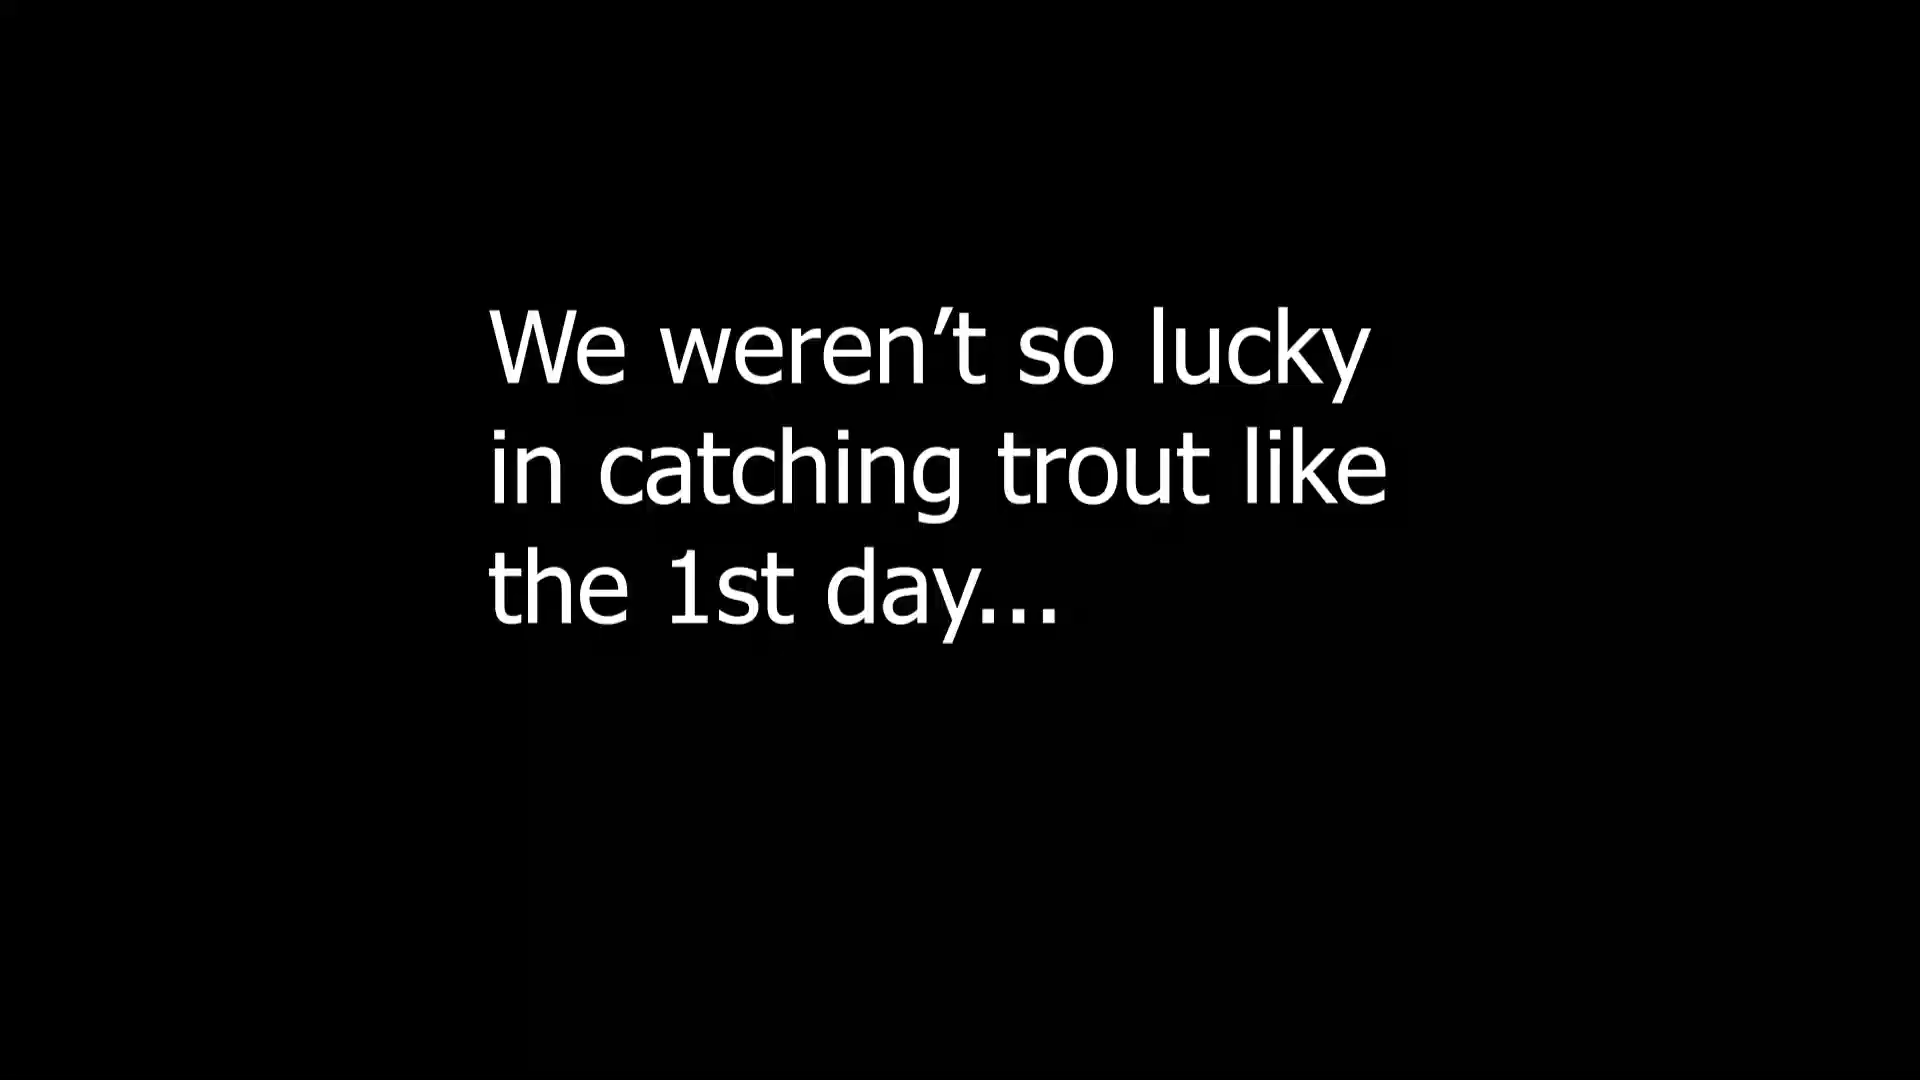 We weren’t so lucky
in catching trout like
the 1st day...